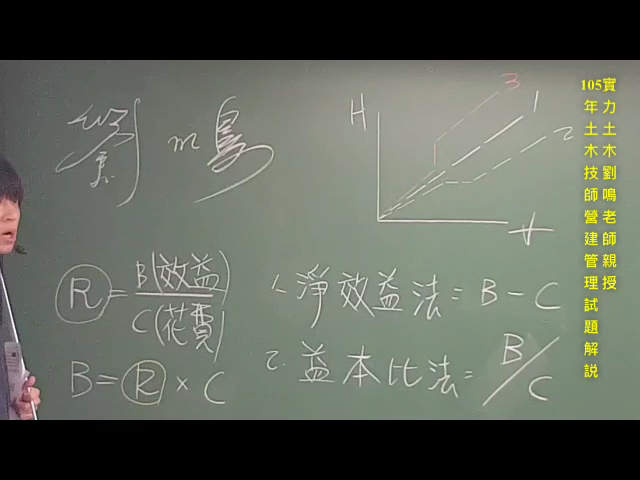 劉 m 鳴
H
3
1
2
R = B(效益) / C(花費)
B = R × C
1. 淨效益法 = B - C
2. 益本比法 = B/C
實力土木劉鳴老師親授
105年土木技師營建管理試題解說